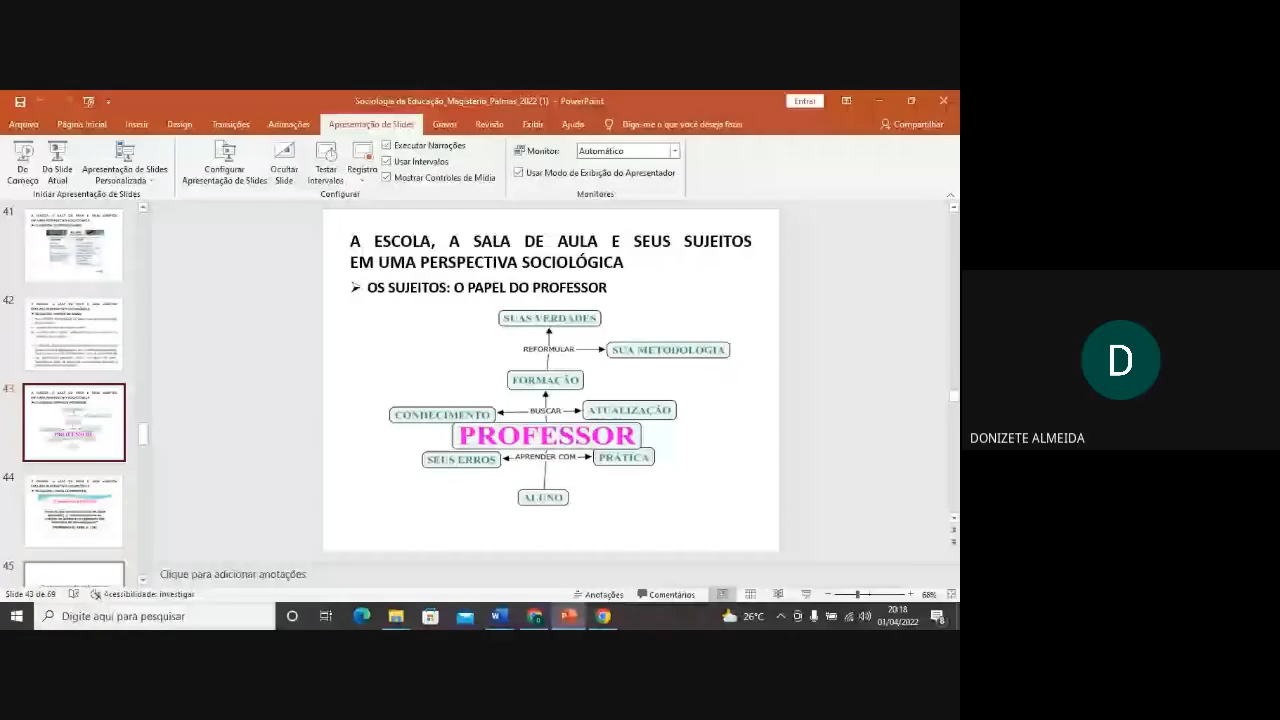 Sociologia da Educação_Magisterio_Palmas_2022 (1) - PowerPoint
Entrar
Arquivo Página Inicial Inserir Design Transições Animações Apresentação de Slides Gravar Revisão Exibir Ajuda Diga-me o que você deseja fazer Compartilhar
Do Começo
Do Slide Atual
Apresentação de Slides Personalizada
Configurar Apresentação de Slides
Ocultar Slide
Testar Intervalos
Registro
Executar Narrações
Usar Intervalos
Mostrar Controles de Mídia
Monitor: Automático
Usar Modo de Exibição do Apresentador
Iniciar Apresentação de Slides Configurar Monitores
41
42
43
44
45
A ESCOLA, A SALA DE AULA E SEUS SUJEITOS
EM UMA PERSPECTIVA SOCIOLÓGICA
OS SUJEITOS: O PAPEL DO PROFESSOR
SUAS VERDADES
REFORMULAR SUA METODOLOGIA
FORMAÇÃO
CONHECIMENTO BUSCAR ATUALIZAÇÃO
PROFESSOR
SEUS ERROS APRENDER COM PRÁTICA
ALUNO
Clique para adicionar anotações
Slide 43 de 69 Acessibilidade: investigar Anotações Comentários 68%
Digite aqui para pesquisar
26°C
20:18
01/04/2022
D
DONIZETE ALMEIDA